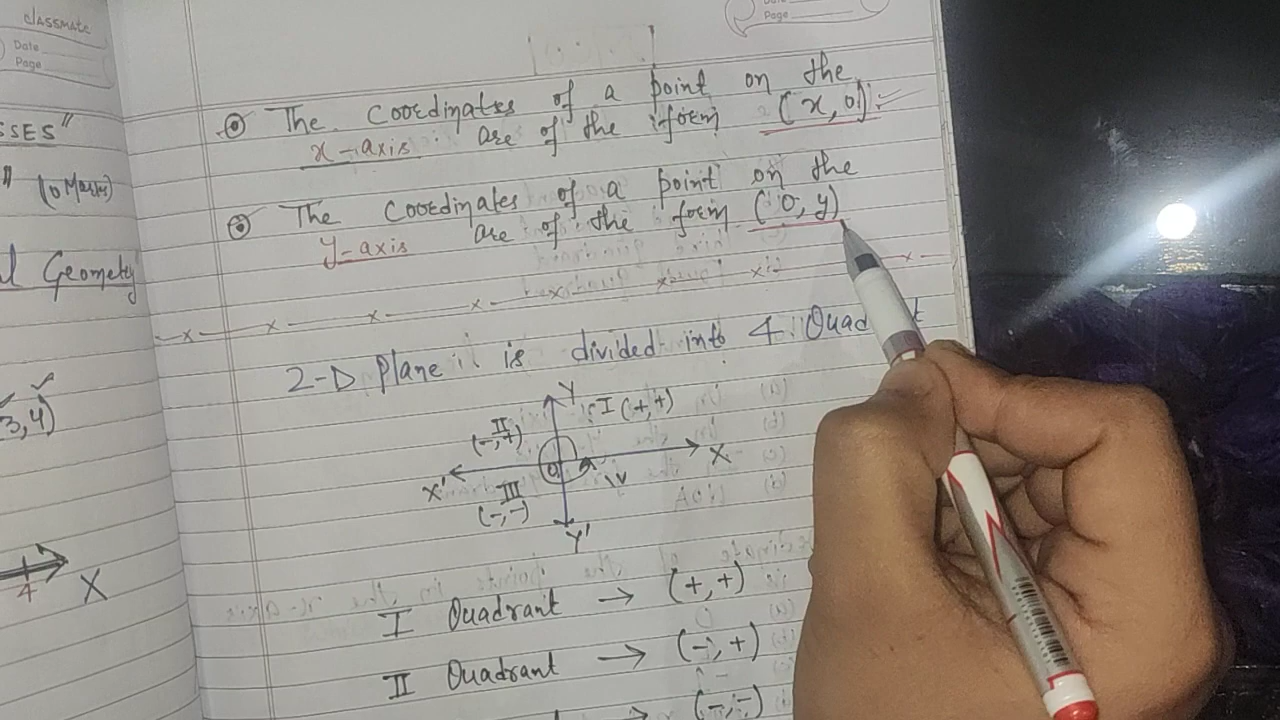 classmate
Date
Page
Page
SSES"
" (10 Marks)
l Geometry
3,4)
4
X
The coordinates of a point on the
x-axis are of the form (x, 0)
The coordinates of a point on the
y-axis are of the form (0, y)
2-D Plane is divided into 4 Quad t
Y
II
(-,+)
I (+,+)
X'
O
X
III
(-,-)
IV
Y'
I Quadrant → (+,+)
II Quadrant → (-,+)
(-,-)